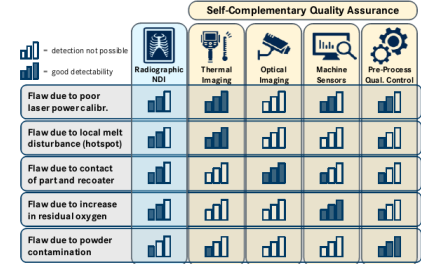 Self-Complementary Quality Assurance
= detection not possible
= good detectability
Radiographic
NDI
Thermal
Imaging
Optical
Imaging
Machine
Sensors
Pre-Process
Qual. Control
Flaw due to poor
laser power calibr.
Flaw due to local melt
disturbance (hotspot)
Flaw due to contact
of part and recoater
Flaw due to increase
in residual oxygen
Flaw due to powder
contamination